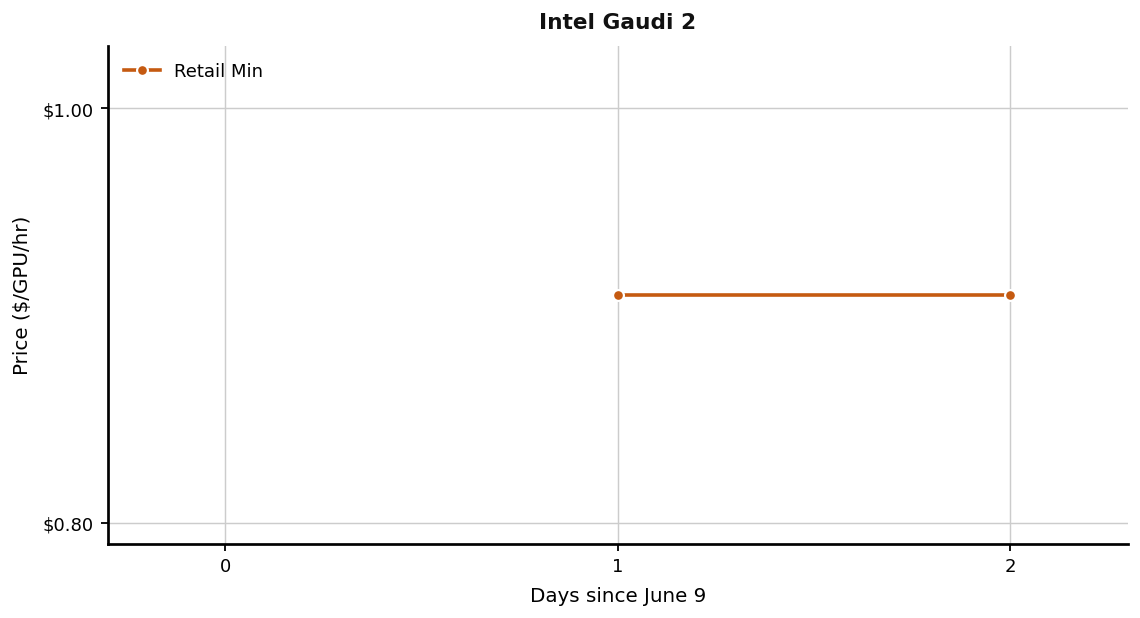 Intel Gaudi 2
Retail Min
$1.00
$0.80
Price ($/GPU/hr)
0 1 2
Days since June 9